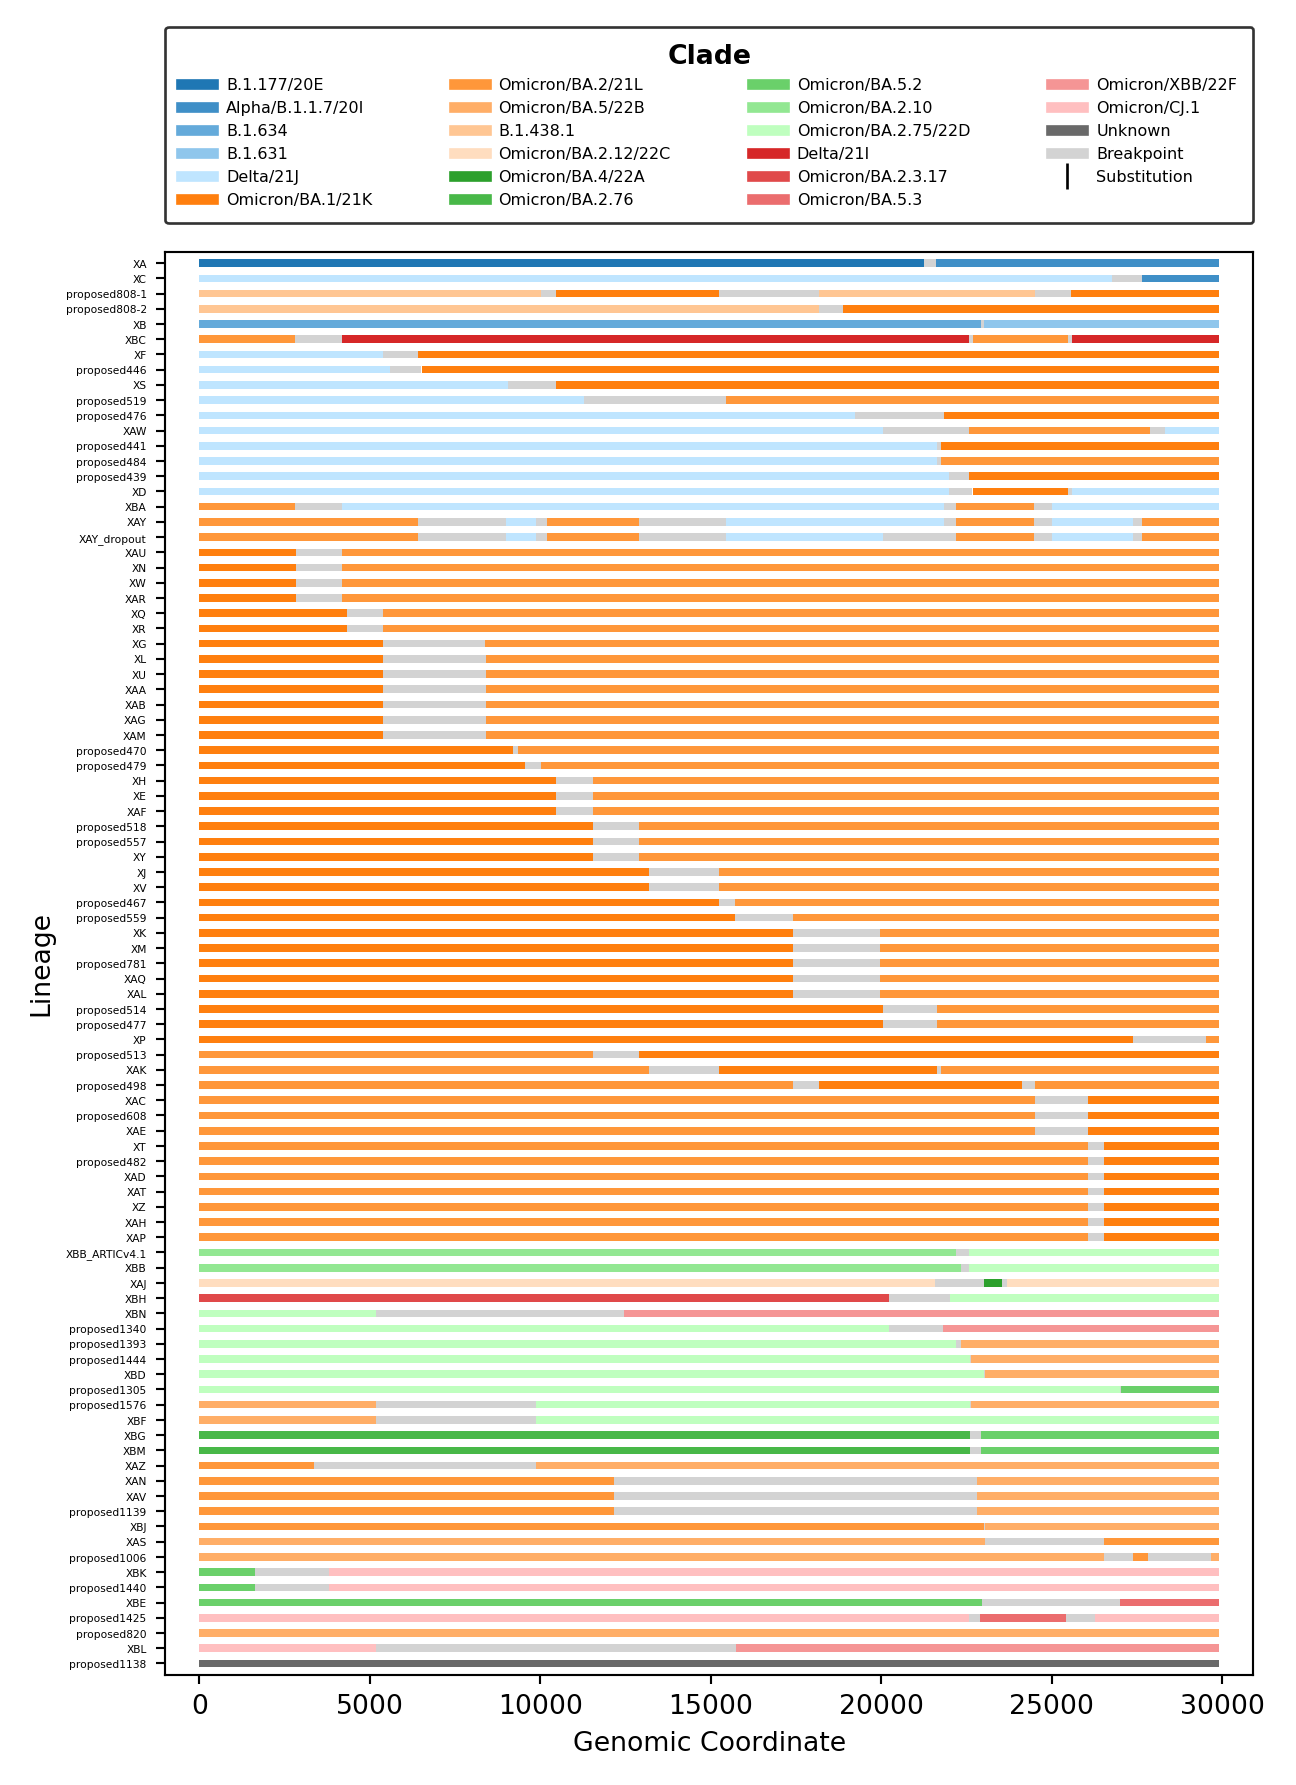 Clade
B.1.177/20E
Alpha/B.1.1.7/20I
B.1.634
B.1.631
Delta/21J
Omicron/BA.1/21K
Omicron/BA.2/21L
Omicron/BA.5/22B
B.1.438.1
Omicron/BA.2.12/22C
Omicron/BA.4/22A
Omicron/BA.2.76
Omicron/BA.5.2
Omicron/BA.2.10
Omicron/BA.2.75/22D
Delta/21I
Omicron/BA.2.3.17
Omicron/BA.5.3
Omicron/XBB/22F
Omicron/CJ.1
Unknown
Breakpoint
Substitution
Lineage
XA
XC
proposed808-1
proposed808-2
XB
XBC
XF
proposed446
XS
proposed519
proposed476
XAW
proposed441
proposed484
proposed439
XD
XBA
XAY
XAY_dropout
XAU
XN
XW
XAR
XQ
XR
XG
XL
XU
XAA
XAB
XAG
XAM
proposed470
proposed479
XH
XE
XAF
proposed518
proposed557
XY
XJ
XV
proposed467
proposed559
XK
XM
proposed781
XAQ
XAL
proposed514
proposed477
XP
proposed513
XAK
proposed498
XAC
proposed608
XAE
XT
proposed482
XAD
XAT
XZ
XAH
XAP
XBB_ARTICv4.1
XBB
XAJ
XBH
XBN
proposed1340
proposed1393
proposed1444
XBD
proposed1305
proposed1576
XBF
XBG
XBM
XAZ
XAN
XAV
proposed1139
XBJ
XAS
proposed1006
XBK
proposed1440
XBE
proposed1425
proposed820
XBL
proposed1138
0 5000 10000 15000 20000 25000 30000
Genomic Coordinate